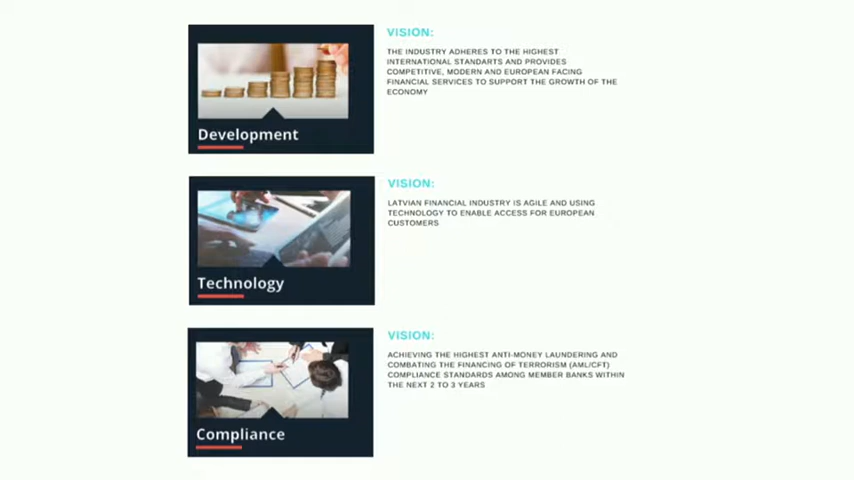 VISION:
THE INDUSTRY ADHERES TO THE HIGHEST
INTERNATIONAL STANDARTS AND PROVIDES
COMPETITIVE, MODERN AND EUROPEAN FACING
FINANCIAL SERVICES TO SUPPORT THE GROWTH OF THE
ECONOMY
Development
VISION:
LATVIAN FINANCIAL INDUSTRY IS AGILE AND USING
TECHNOLOGY TO ENABLE ACCESS FOR EUROPEAN
CUSTOMERS
Technology
VISION:
ACHIEVING THE HIGHEST ANTI-MONEY LAUNDERING AND
COMBATING THE FINANCING OF TERRORISM (AML/CFT)
COMPLIANCE STANDARDS AMONG MEMBER BANKS WITHIN
THE NEXT 2 TO 3 YEARS
Compliance